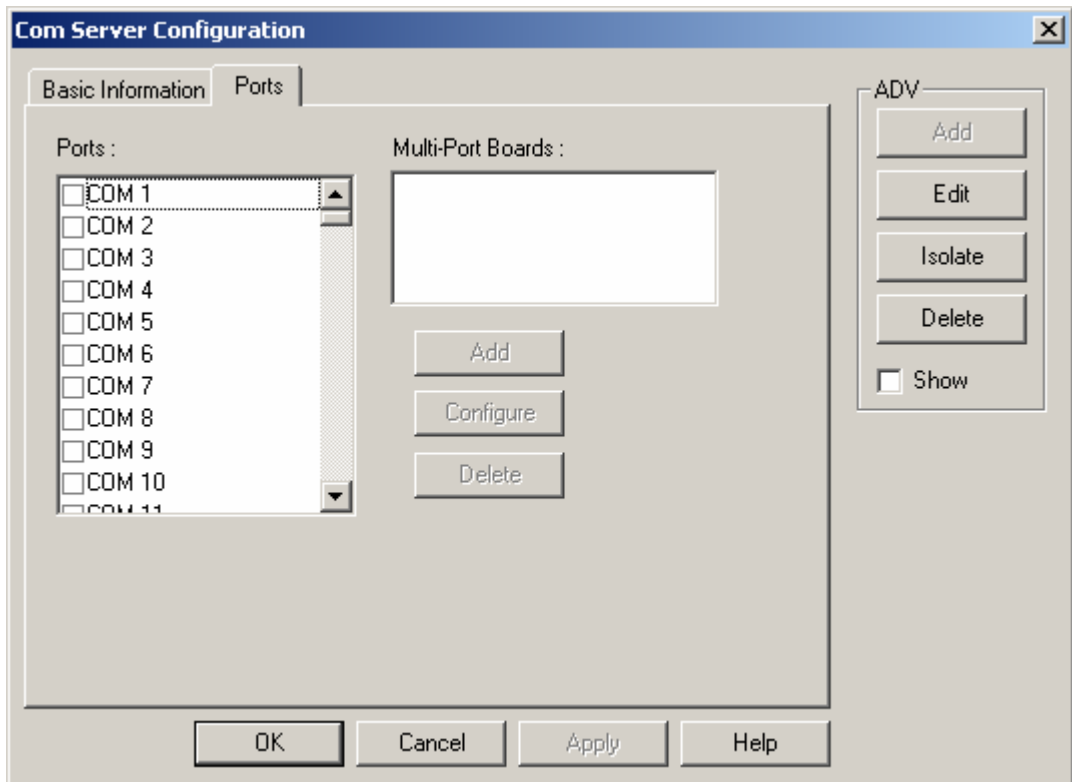 Com Server Configuration
Basic Information
Ports
Ports :
COM 1
COM 2
COM 3
COM 4
COM 5
COM 6
COM 7
COM 8
COM 9
COM 10
COM 11
Multi-Port Boards :
Add
Configure
Delete
ADV
Add
Edit
Isolate
Delete
Show
OK
Cancel
Apply
Help